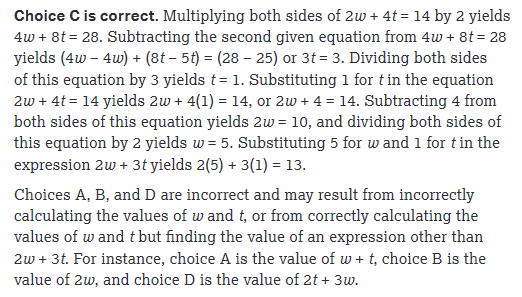 Choice C is correct. Multiplying both sides of 2w + 4t = 14 by 2 yields
4w + 8t = 28. Subtracting the second given equation from 4w + 8t = 28
yields (4w – 4w) + (8t – 5t) = (28 – 25) or 3t = 3. Dividing both sides
of this equation by 3 yields t = 1. Substituting 1 for t in the equation
2w + 4t = 14 yields 2w + 4(1) = 14, or 2w + 4 = 14. Subtracting 4 from
both sides of this equation yields 2w = 10, and dividing both sides of
this equation by 2 yields w = 5. Substituting 5 for w and 1 for t in the
expression 2w + 3t yields 2(5) + 3(1) = 13.
Choices A, B, and D are incorrect and may result from incorrectly
calculating the values of w and t, or from correctly calculating the
values of w and t but finding the value of an expression other than
2w + 3t. For instance, choice A is the value of w + t, choice B is the
value of 2w, and choice D is the value of 2t + 3w.